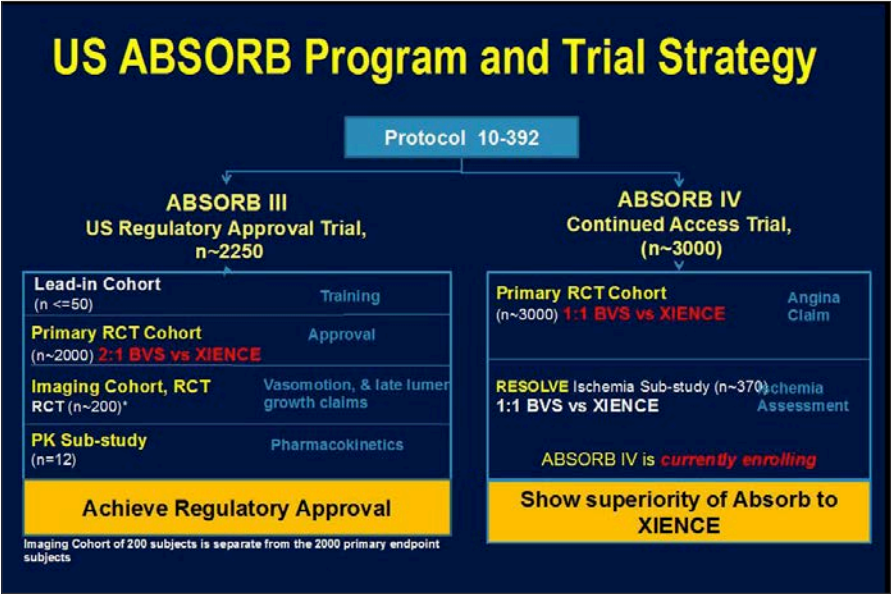 US ABSORB Program and Trial Strategy
Protocol 10-392
ABSORB III
US Regulatory Approval Trial,
n~2250
Lead-in Cohort
(n <=50)
Training
Primary RCT Cohort
(n~2000) 2:1 BVS vs XIENCE
Approval
Imaging Cohort, RCT
RCT (n~200)*
Vasomotion, & late lumer
growth claims
PK Sub-study
(n=12)
Pharmacokinetics
Achieve Regulatory Approval
Imaging Cohort of 200 subjects is separate from the 2000 primary endpoint
subjects
ABSORB IV
Continued Access Trial,
(n~3000)
Primary RCT Cohort
(n~3000) 1:1 BVS vs XIENCE
Angina
Claim
RESOLVE Ischemia Sub-study (n~370)
1:1 BVS vs XIENCE
Ischemia
Assessment
ABSORB IV is currently enrolling
Show superiority of Absorb to
XIENCE